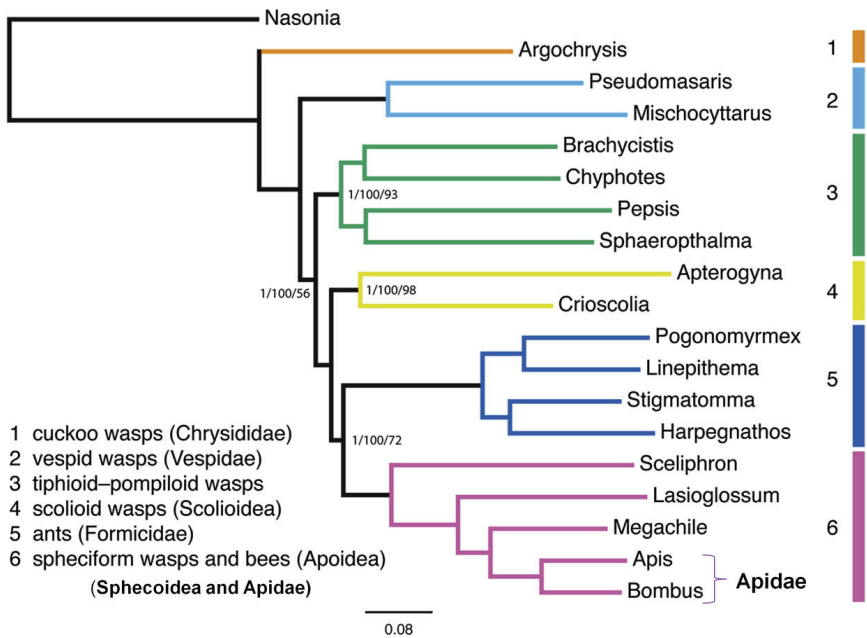 Nasonia
Argochrysis
1
Pseudomasaris
2
Mischocyttarus
Brachycistis
Chyphotes
1/100/93
3
Pepsis
Sphaeropthalma
Apterogyna
1/100/56
1/100/98
4
Crioscolia
Pogonomyrmex
Linepithema
5
Stigmatomma
Harpegnathos
1/100/72
1 cuckoo wasps (Chrysididae)
2 vespid wasps (Vespidae)
3 tiphioid–pompiloid wasps
4 scolioid wasps (Scolioidea)
5 ants (Formicidae)
6 spheciform wasps and bees (Apoidea)
(Sphecoidea and Apidae)
Sceliphron
Lasioglossum
Megachile
6
Apis
Apidae
Bombus
0.08